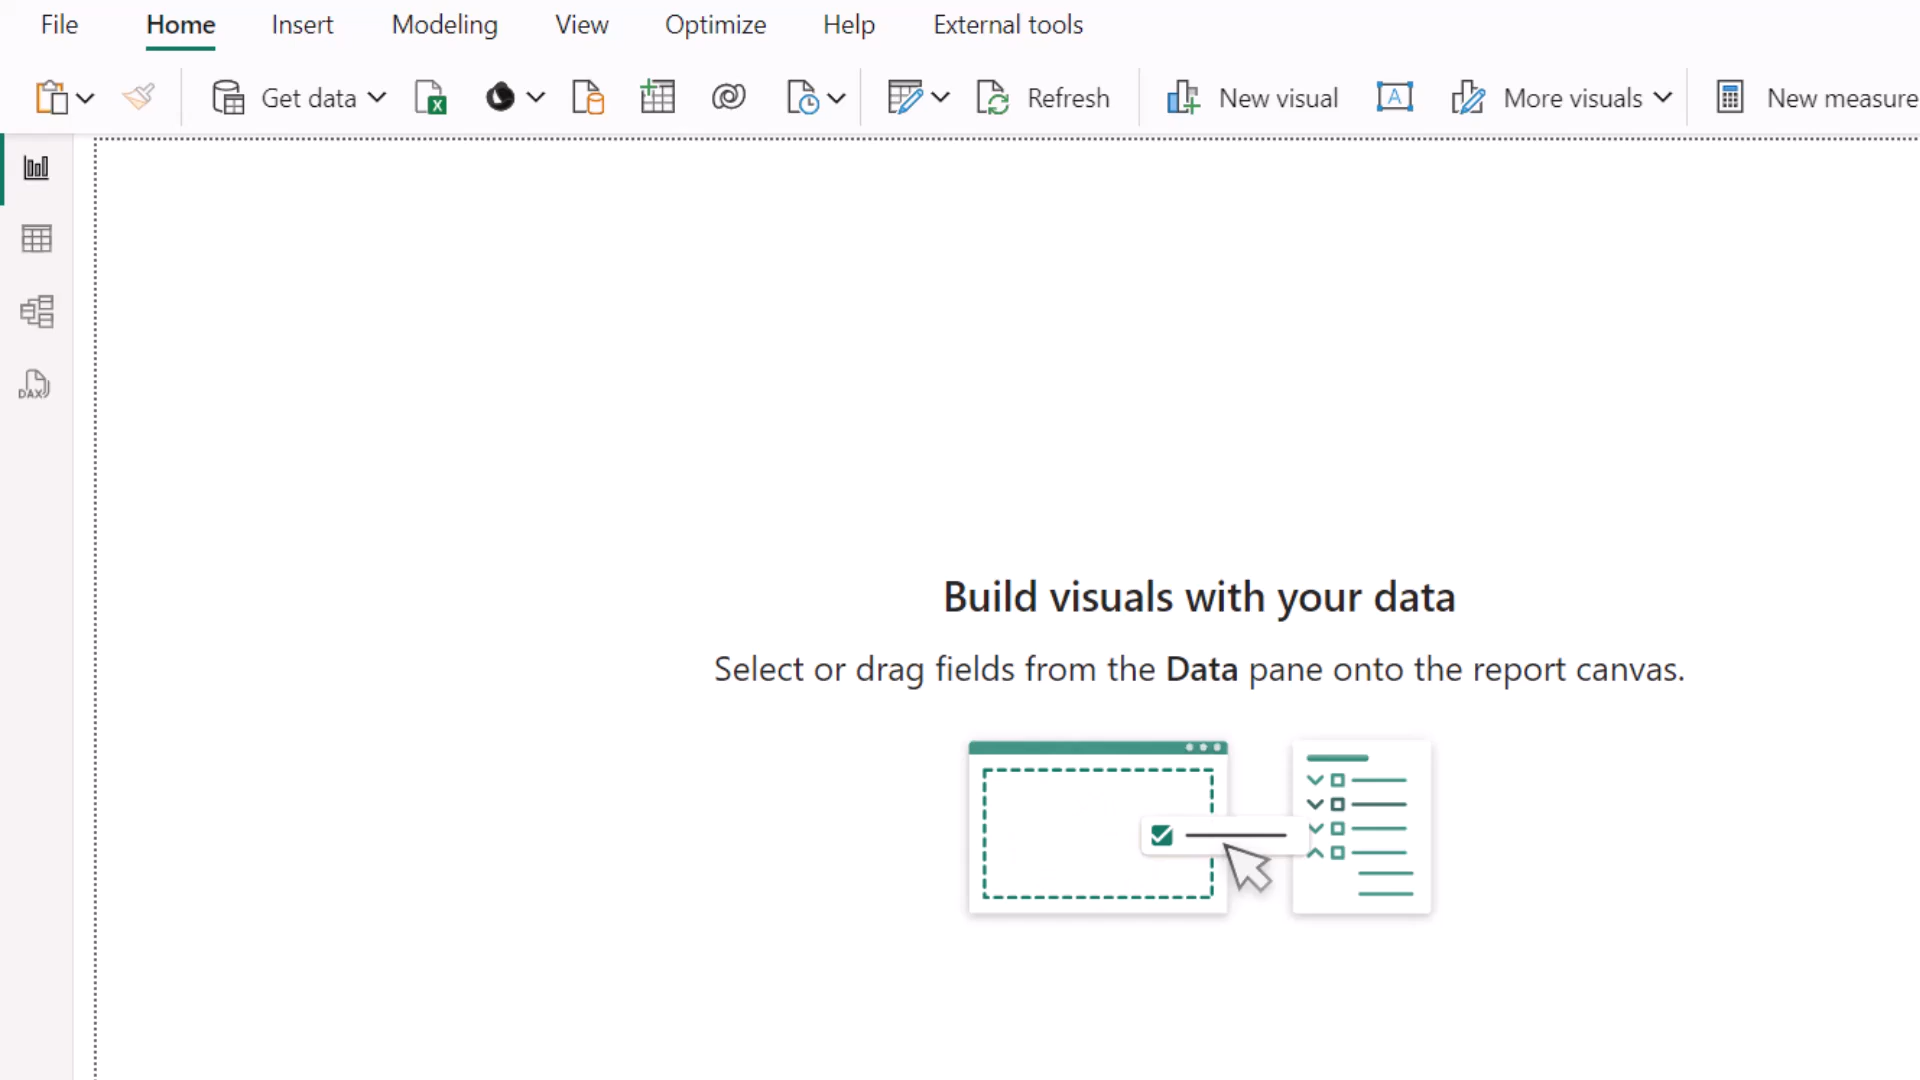 File Home Insert Modeling View Optimize Help External tools
Get data X Refresh New visual A More visuals New measure
DAX
Build visuals with your data
Select or drag fields from the Data pane onto the report canvas.